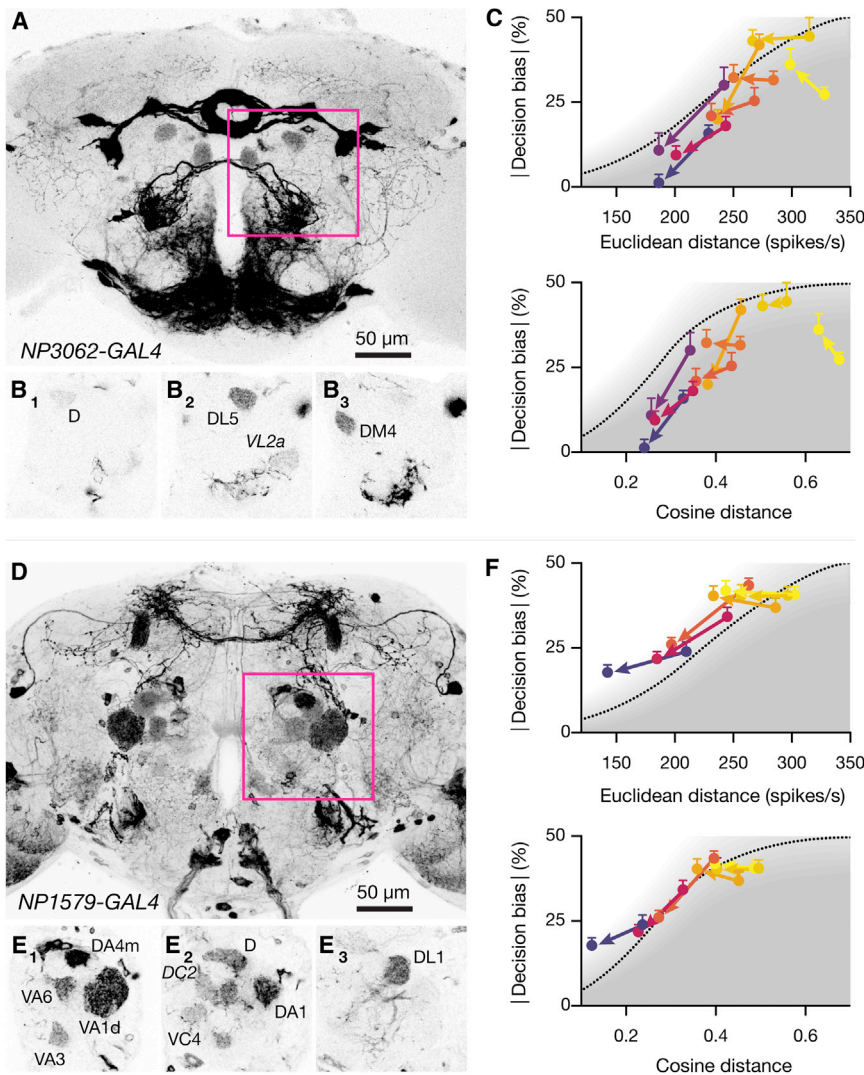 A
NP3062-GAL4
50 µm
B1
D
B2
DL5
VL2a
B3
DM4
C
| Decision bias | (%)
50
25
0
150 200 250 300 350
Euclidean distance (spikes/s)
| Decision bias | (%)
50
25
0
0.2 0.4 0.6
Cosine distance
D
NP1579-GAL4
50 µm
E1
DA4m
VA6
VA1d
VA3
E2
D
DC2
DA1
VC4
E3
DL1
F
| Decision bias | (%)
50
25
0
150 200 250 300 350
Euclidean distance (spikes/s)
| Decision bias | (%)
50
25
0
0.2 0.4 0.6
Cosine distance